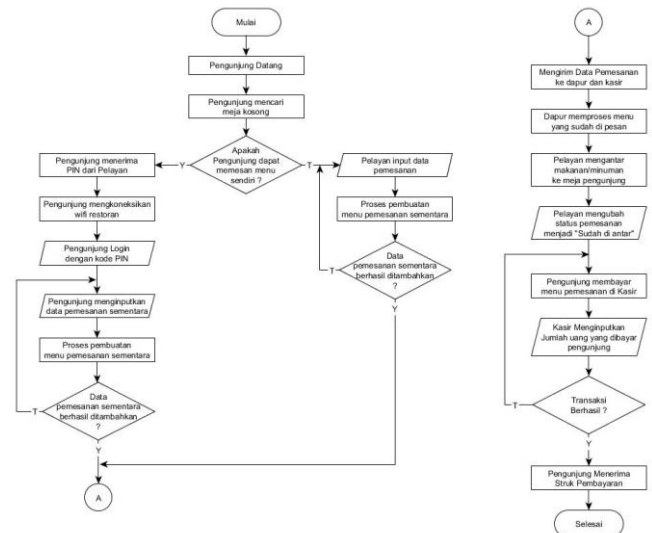 Mulai
Pengunjung Datang
Pengunjung mencari
meja kosong
Apakah
Pengunjung dapat
memesan menu
sendiri ?
Y
T
Pengunjung menerima
PIN dari Pelayan
Pengunjung mengkoneksikan
wifi restoran
Pengunjung Login
dengan kode PIN
Pengunjung menginputkan
data pemesanan sementara
Proses pembuatan
menu pemesanan sementara
Data
pemesanan sementara
berhasil ditambahkan
?
T
Y
A
Pelayan input data
pemesanan
Proses pembuatan
menu pemesanan sementara
Data
pemesanan sementara
berhasil ditambahkan
?
T
Y
A
Mengirim Data Pemesanan
ke dapur dan kasir
Dapur memproses menu
yang sudah di pesan
Pelayan mengantar
makanan/minuman
ke meja pengunjung
Pelayan mengubah
status pemesanan
menjadi "Sudah di antar"
Pengunjung membayar
menu pemesanan di Kasir
Kasir Menginputkan
Jumlah uang yang dibayar
pengunjung
Transaksi
Berhasil ?
T
Y
Pengunjung Menerima
Struk Pembayaran
Selesai